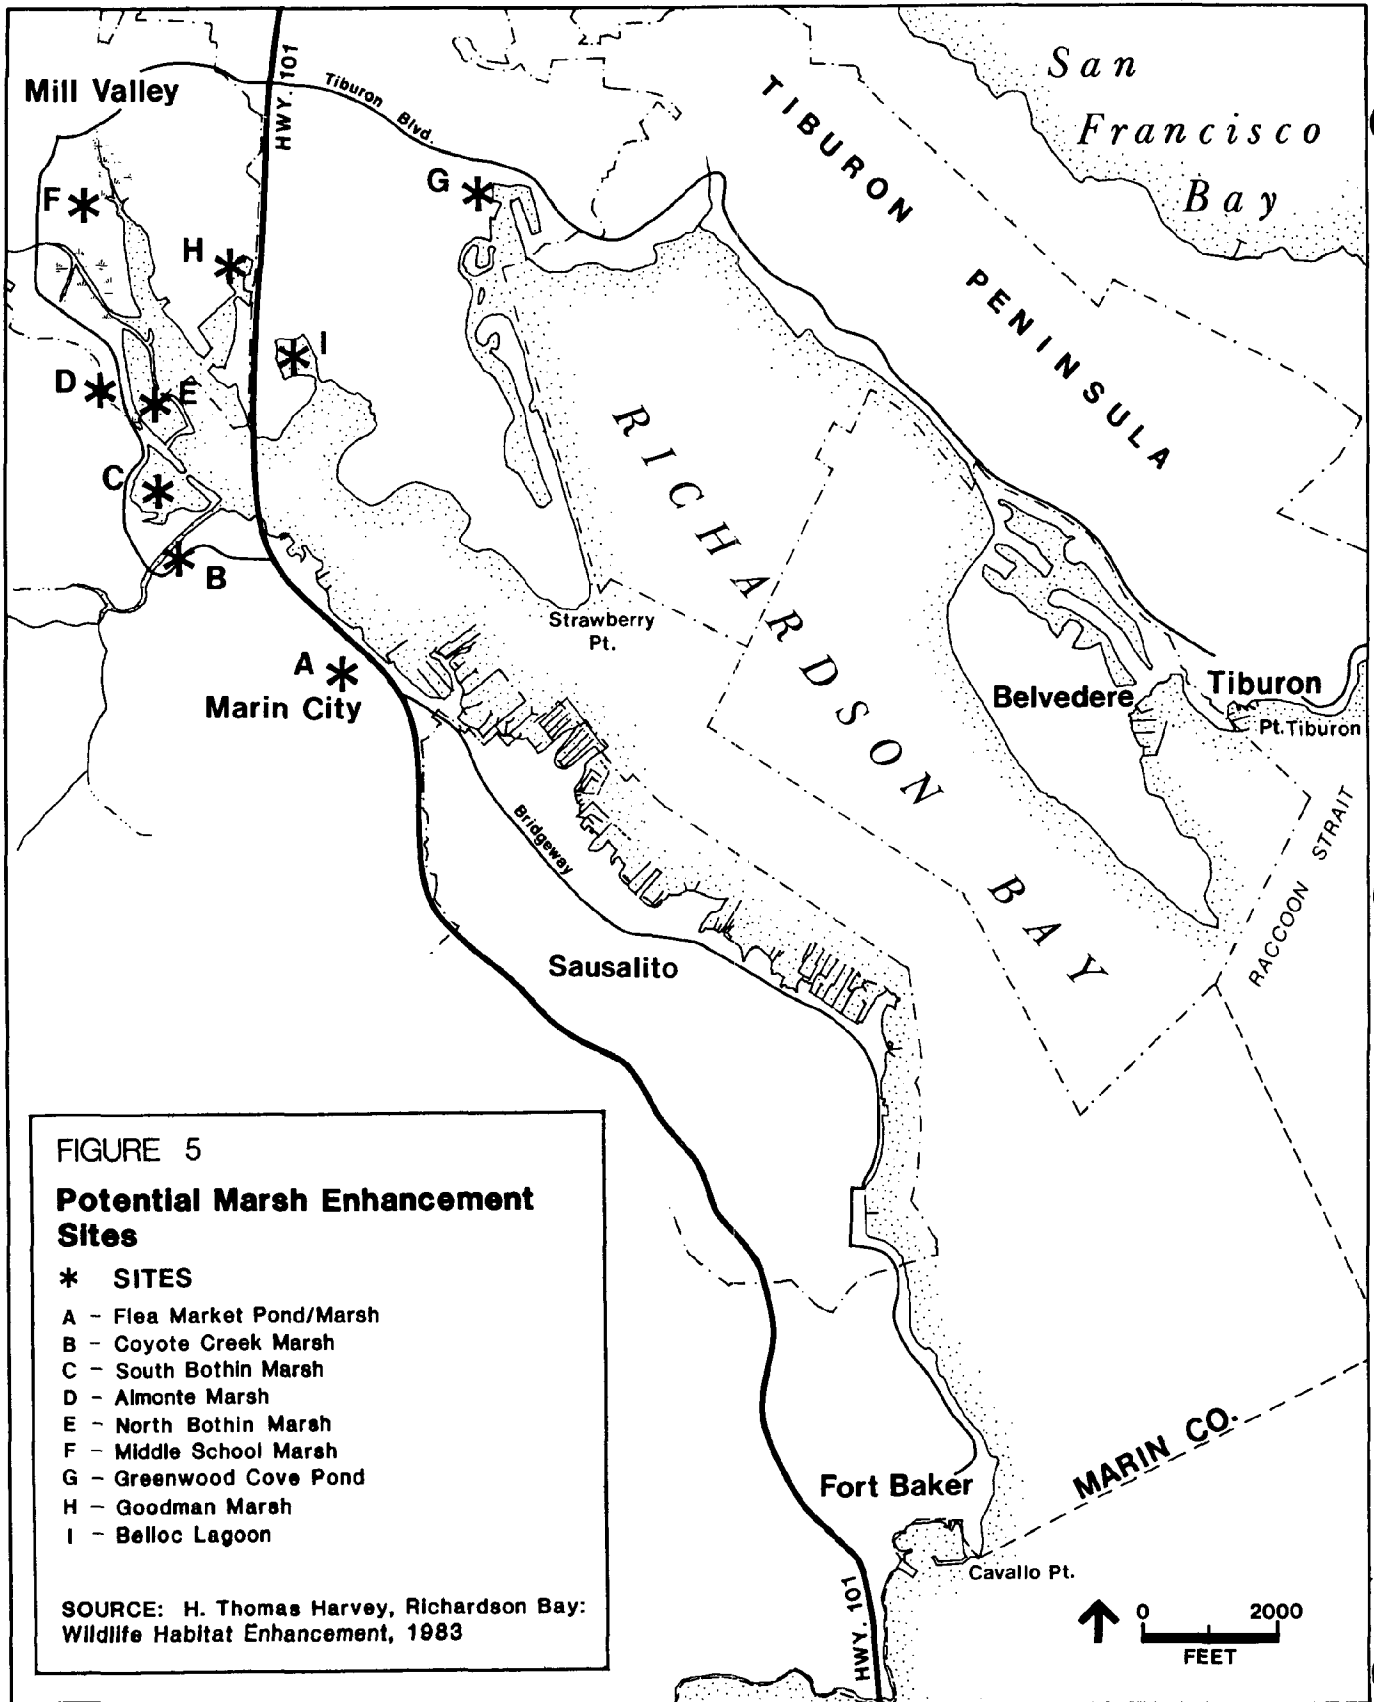 San
Francisco
Bay
Mill Valley
HWY. 101
Tiburon Blvd.
TIBURON PENINSULA
G
F
H
I
D
E
C
B
RICHARDSON BAY
Strawberry
Pt.
A
Marin City
Belvedere
Tiburon
Pt. Tiburon
RACCOON STRAIT
Bridgeway
Sausalito
FIGURE 5
Potential Marsh Enhancement
Sites
* SITES
A - Flea Market Pond/Marsh
B - Coyote Creek Marsh
C - South Bothin Marsh
D - Almonte Marsh
E - North Bothin Marsh
F - Middle School Marsh
G - Greenwood Cove Pond
H - Goodman Marsh
I - Belloc Lagoon
SOURCE: H. Thomas Harvey, Richardson Bay:
Wildlife Habitat Enhancement, 1983
MARIN CO.
Fort Baker
Cavallo Pt.
HWY. 101
0 2000
FEET